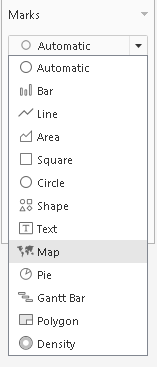 Marks
Automatic
Automatic
Bar
Line
Area
Square
Circle
Shape
Text
Map
Pie
Gantt Bar
Polygon
Density